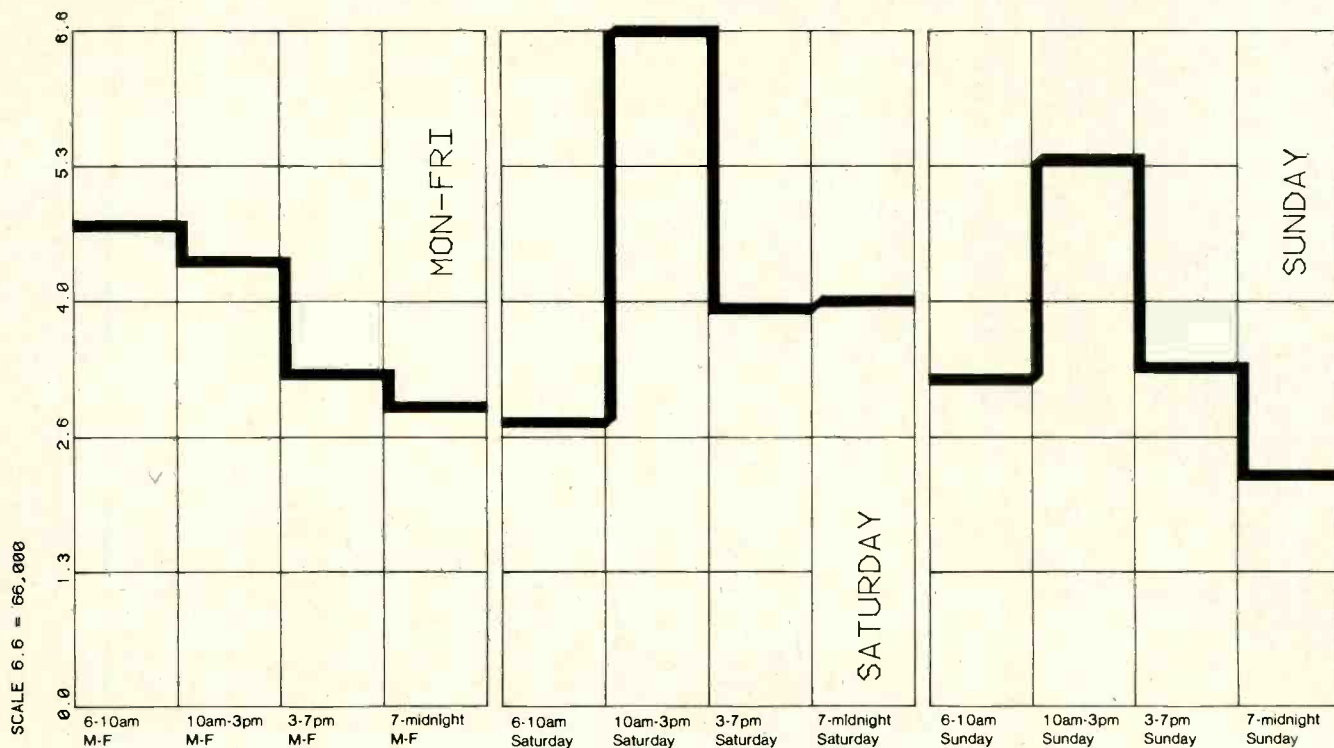 6.6
5.3
4.0
2.6
1.3
0.0
SCALE 6.6 = 66,000
MON-FRI
SATURDAY
SUNDAY
6-10am
M-F
10am-3pm
M-F
3-7pm
M-F
7-midnight
M-F
6-10am
Saturday
10am-3pm
Saturday
3-7pm
Saturday
7-midnight
Saturday
6-10am
Sunday
10am-3pm
Sunday
3-7pm
Sunday
7-midnight
Sunday